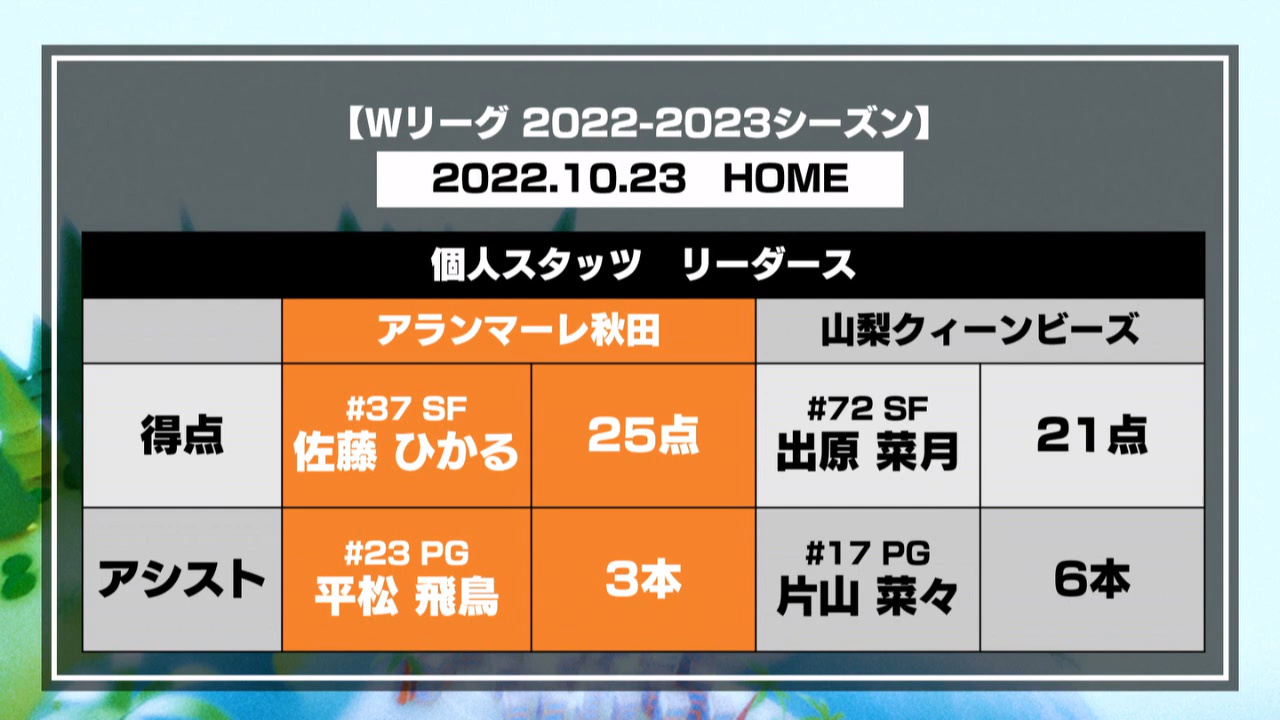 【Wリーグ 2022-2023シーズン】
2022.10.23 HOME
個人スタッツ リーダース
アランマーレ秋田 山梨クィーンビーズ
得点
#37 SF
佐藤 ひかる
25点
#72 SF
出原 菜月
21点
アシスト
#23 PG
平松 飛鳥
3本
#17 PG
片山 菜々
6本